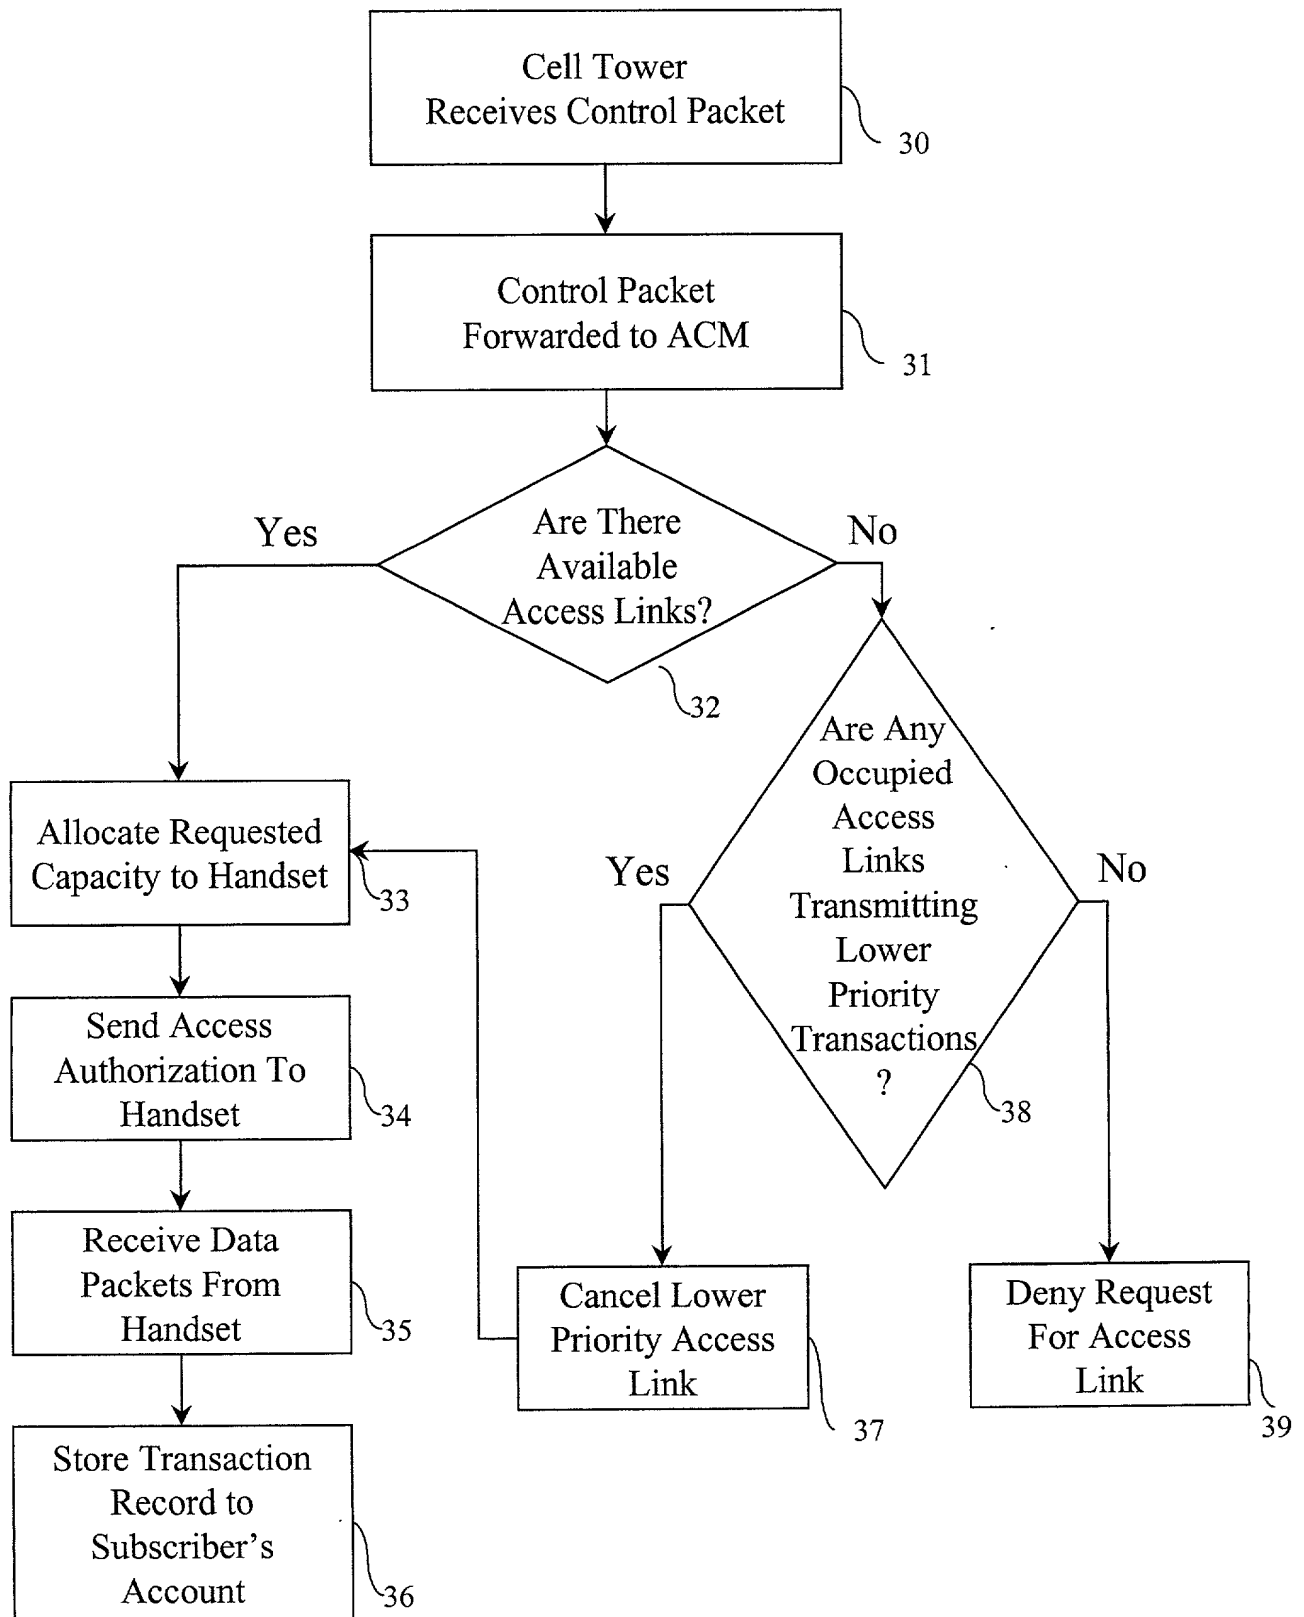 Cell Tower
Receives Control Packet
30
Control Packet
Forwarded to ACM
31
Are There
Available
Access Links?
32
Yes
No
Are Any
Occupied
Access
Links
Transmitting
Lower
Priority
Transactions
?
38
Yes
No
Allocate Requested
Capacity to Handset
33
Send Access
Authorization To
Handset
34
Receive Data
Packets From
Handset
35
Store Transaction
Record to
Subscriber's
Account
36
Cancel Lower
Priority Access
Link
37
Deny Request
For Access
Link
39